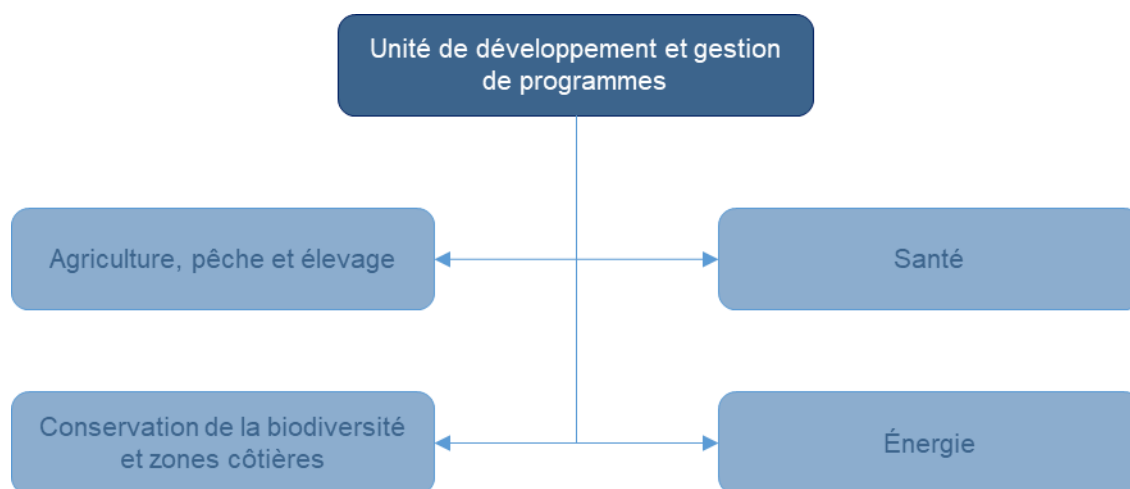 Unité de développement et gestion
de programmes
Agriculture, pêche et élevage
Santé
Conservation de la biodiversité
et zones côtières
Énergie